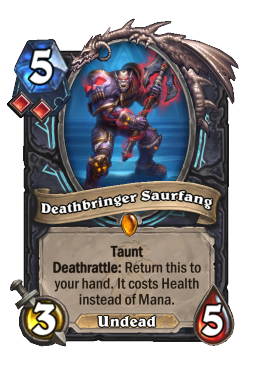 5
Deathbringer Saurfang
Taunt
Deathrattle: Return this to
your hand. It costs Health
instead of Mana.
3
Undead
5